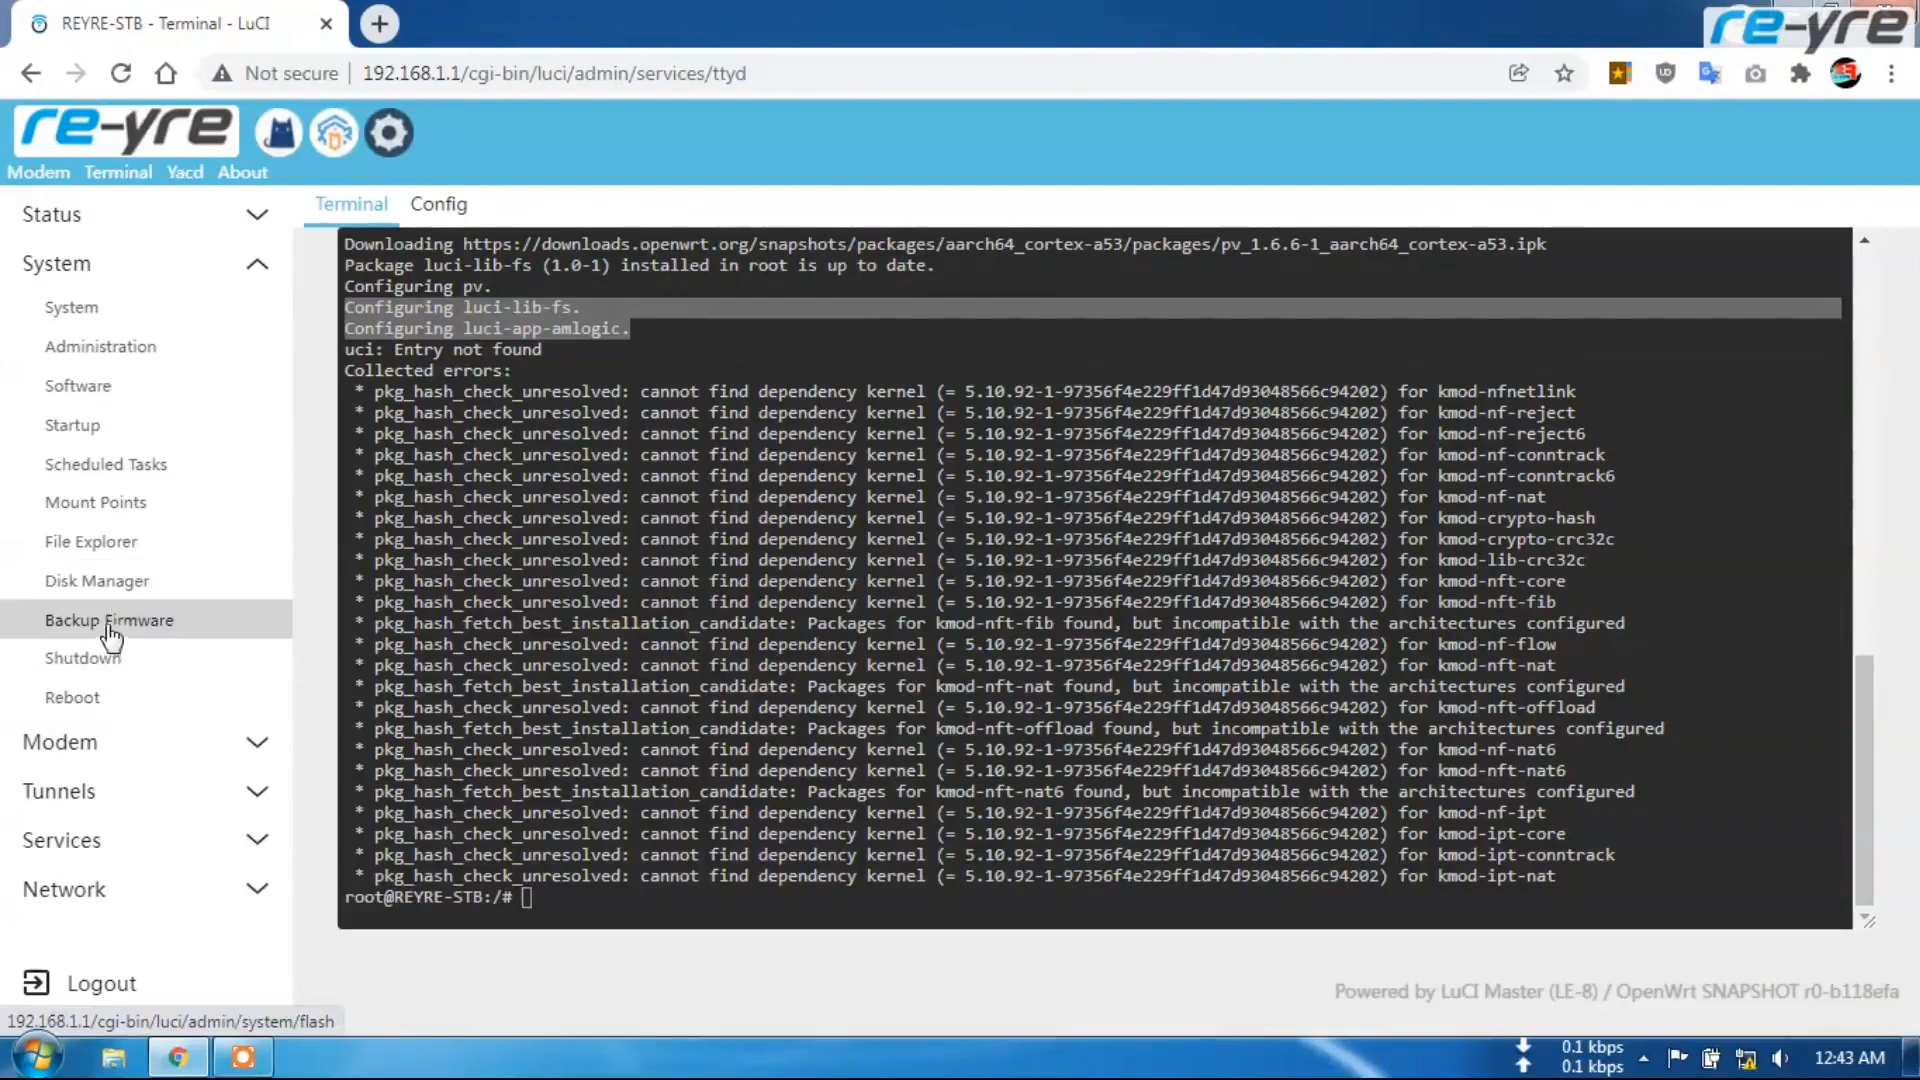 REYRE-STB - Terminal - LuCI
re-yre
Not secure
192.168.1.1/cgi-bin/luci/admin/services/ttyd
re-yre
Modem Terminal Yacd About
Status
System
System
Administration
Software
Startup
Scheduled Tasks
Mount Points
File Explorer
Disk Manager
Backup Firmware
Shutdown
Reboot
Modem
Tunnels
Services
Network
Logout
Terminal Config
Downloading https://downloads.openwrt.org/snapshots/packages/aarch64_cortex-a53/packages/pv_1.6.6-1_aarch64_cortex-a53.ipk
Package luci-lib-fs (1.0-1) installed in root is up to date.
Configuring pv.
Configuring luci-lib-fs.
Configuring luci-app-amlogic.
uci: Entry not found
Collected errors:
* pkg_hash_check_unresolved: cannot find dependency kernel (= 5.10.92-1-97356f4e229ff1d47d93048566c94202) for kmod-nfnetlink
* pkg_hash_check_unresolved: cannot find dependency kernel (= 5.10.92-1-97356f4e229ff1d47d93048566c94202) for kmod-nf-reject
* pkg_hash_check_unresolved: cannot find dependency kernel (= 5.10.92-1-97356f4e229ff1d47d93048566c94202) for kmod-nf-reject6
* pkg_hash_check_unresolved: cannot find dependency kernel (= 5.10.92-1-97356f4e229ff1d47d93048566c94202) for kmod-nf-conntrack
* pkg_hash_check_unresolved: cannot find dependency kernel (= 5.10.92-1-97356f4e229ff1d47d93048566c94202) for kmod-nf-conntrack6
* pkg_hash_check_unresolved: cannot find dependency kernel (= 5.10.92-1-97356f4e229ff1d47d93048566c94202) for kmod-nf-nat
* pkg_hash_check_unresolved: cannot find dependency kernel (= 5.10.92-1-97356f4e229ff1d47d93048566c94202) for kmod-crypto-hash
* pkg_hash_check_unresolved: cannot find dependency kernel (= 5.10.92-1-97356f4e229ff1d47d93048566c94202) for kmod-crypto-crc32c
* pkg_hash_check_unresolved: cannot find dependency kernel (= 5.10.92-1-97356f4e229ff1d47d93048566c94202) for kmod-lib-crc32c
* pkg_hash_check_unresolved: cannot find dependency kernel (= 5.10.92-1-97356f4e229ff1d47d93048566c94202) for kmod-nft-core
* pkg_hash_check_unresolved: cannot find dependency kernel (= 5.10.92-1-97356f4e229ff1d47d93048566c94202) for kmod-nft-fib
* pkg_hash_fetch_best_installation_candidate: Packages for kmod-nft-fib found, but incompatible with the architectures configured
* pkg_hash_check_unresolved: cannot find dependency kernel (= 5.10.92-1-97356f4e229ff1d47d93048566c94202) for kmod-nf-flow
* pkg_hash_check_unresolved: cannot find dependency kernel (= 5.10.92-1-97356f4e229ff1d47d93048566c94202) for kmod-nft-nat
* pkg_hash_fetch_best_installation_candidate: Packages for kmod-nft-nat found, but incompatible with the architectures configured
* pkg_hash_check_unresolved: cannot find dependency kernel (= 5.10.92-1-97356f4e229ff1d47d93048566c94202) for kmod-nft-offload
* pkg_hash_fetch_best_installation_candidate: Packages for kmod-nft-offload found, but incompatible with the architectures configured
* pkg_hash_check_unresolved: cannot find dependency kernel (= 5.10.92-1-97356f4e229ff1d47d93048566c94202) for kmod-nf-nat6
* pkg_hash_check_unresolved: cannot find dependency kernel (= 5.10.92-1-97356f4e229ff1d47d93048566c94202) for kmod-nft-nat6
* pkg_hash_fetch_best_installation_candidate: Packages for kmod-nft-nat6 found, but incompatible with the architectures configured
* pkg_hash_check_unresolved: cannot find dependency kernel (= 5.10.92-1-97356f4e229ff1d47d93048566c94202) for kmod-nf-ipt
* pkg_hash_check_unresolved: cannot find dependency kernel (= 5.10.92-1-97356f4e229ff1d47d93048566c94202) for kmod-ipt-core
* pkg_hash_check_unresolved: cannot find dependency kernel (= 5.10.92-1-97356f4e229ff1d47d93048566c94202) for kmod-ipt-conntrack
* pkg_hash_check_unresolved: cannot find dependency kernel (= 5.10.92-1-97356f4e229ff1d47d93048566c94202) for kmod-ipt-nat
root@REYRE-STB:/#
Powered by LuCI Master (LE-8) / OpenWrt SNAPSHOT r0-b118efa
192.168.1.1/cgi-bin/luci/admin/system/flash
0.1 kbps
0.1 kbps
12:43 AM